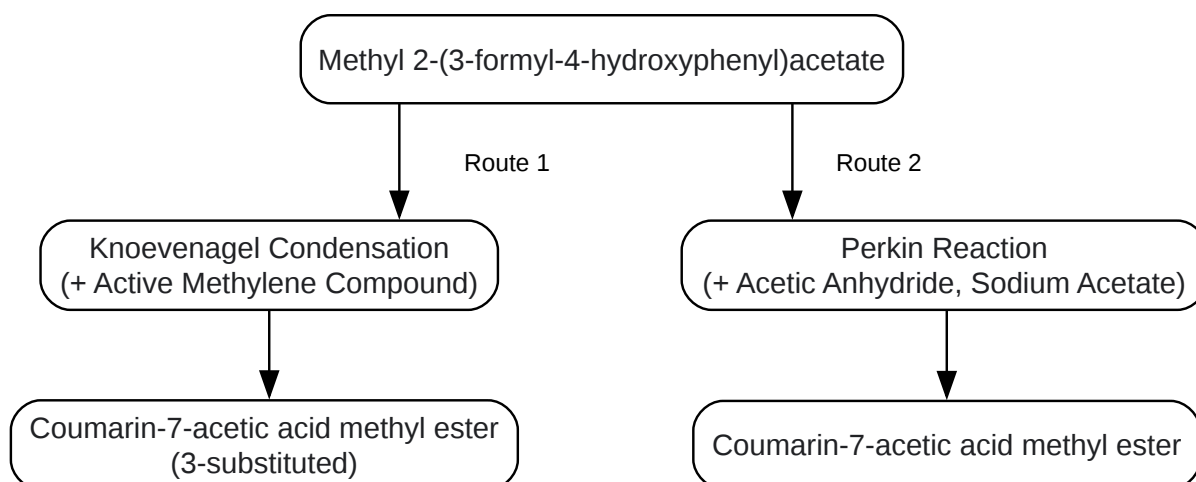 Methyl 2-(3-formyl-4-hydroxyphenyl)acetate
Route 1
Route 2
Knoevenagel Condensation
(+ Active Methylene Compound)
Perkin Reaction
(+ Acetic Anhydride, Sodium Acetate)
Coumarin-7-acetic acid methyl ester
(3-substituted)
Coumarin-7-acetic acid methyl ester